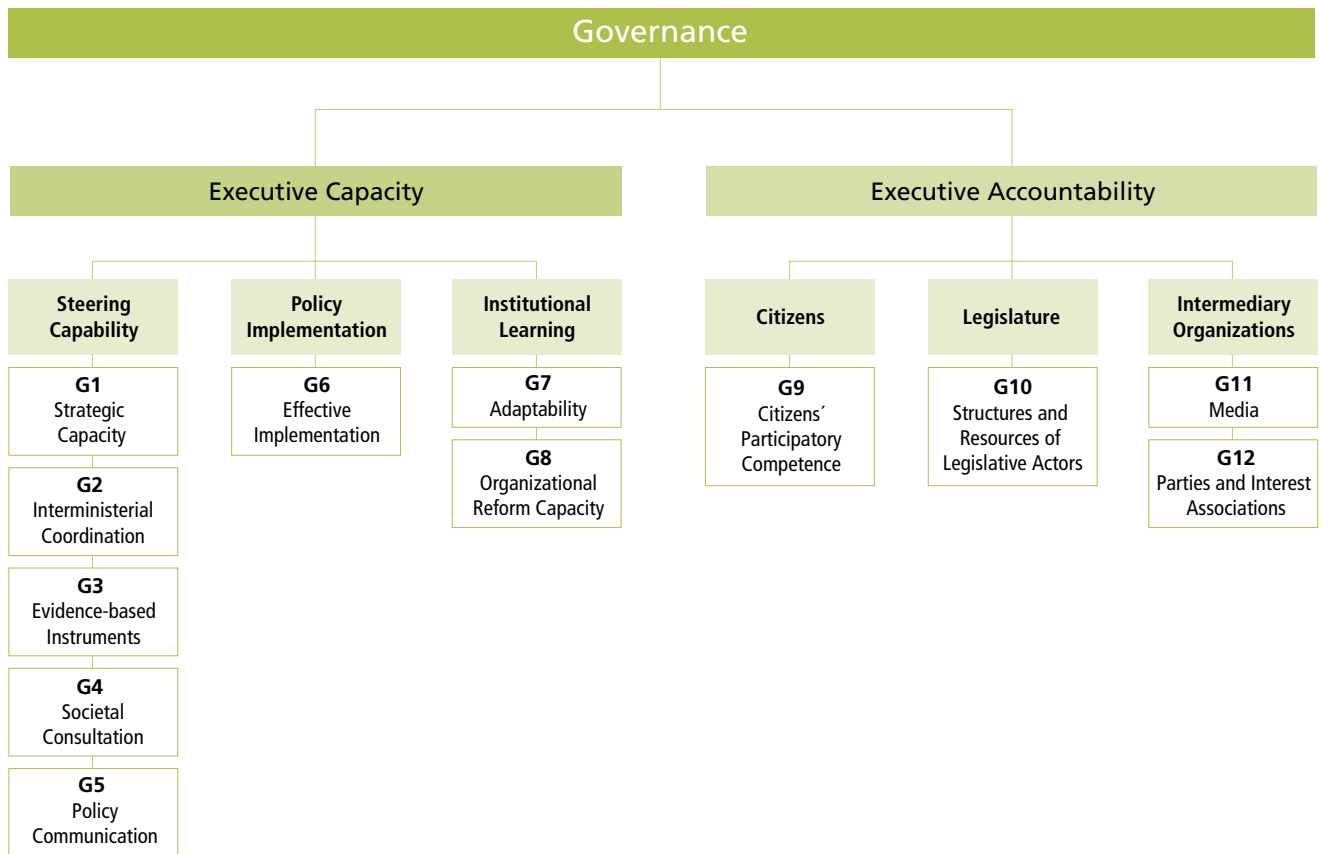 Governance
Executive Capacity
Executive Accountability
Steering
Capability
Policy
Implementation
Institutional
Learning
Citizens
Legislature
Intermediary
Organizations
G1
Strategic
Capacity
G2
Interministerial
Coordination
G3
Evidence-based
Instruments
G4
Societal
Consultation
G5
Policy
Communication
G6
Effective
Implementation
G7
Adaptability
G8
Organizational
Reform Capacity
G9
Citizens´
Participatory
Competence
G10
Structures and
Resources of
Legislative Actors
G11
Media
G12
Parties and Interest
Associations